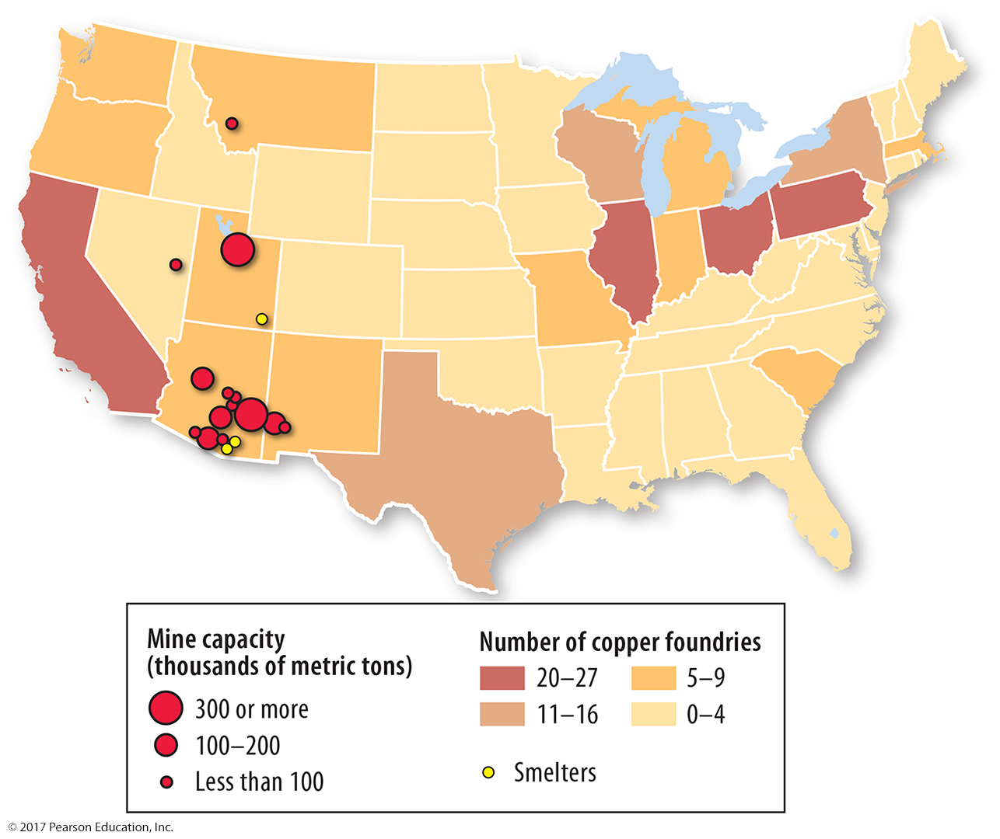 Mine capacity
(thousands of metric tons)
300 or more
100–200
Less than 100
Number of copper foundries
20–27
5–9
11–16
0–4
Smelters
© 2017 Pearson Education, Inc.